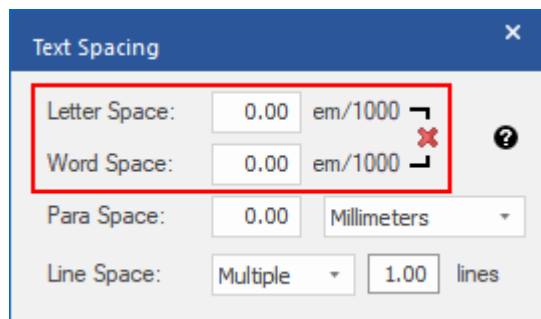 Text Spacing
Letter Space: 0.00 em/1000
Word Space: 0.00 em/1000
Para Space: 0.00 Millimeters
Line Space: Multiple 1.00 lines